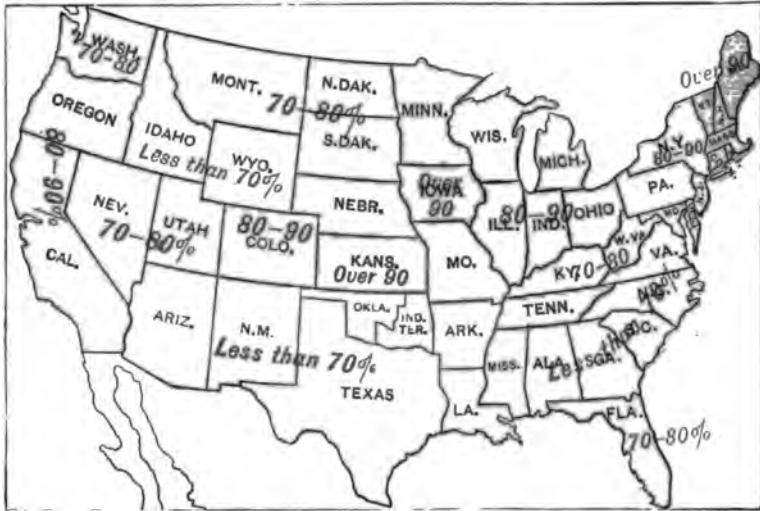 WASH.
70-80
MONT.
N.DAK.
MINN.
Over 90
OREGON
IDAHO
70-80%
S.DAK.
WIS.
MICH.
N.Y.
80-90
Less than 70%
WYO.
80-90%
NEBR.
Over
IOWA
90
PA.
NEV.
UTAH
70-80%
80-90
COLO.
ILL.
80-90
IND.
OHIO
W.VA.
VA.
KANS.
Over 90
MO.
KY.
70-80
CAL.
ARIZ.
N.M.
OKLA.
IND.
TER.
ARK.
TENN.
Less than 70%
TEXAS
MISS.
ALA.
GA.
LA.
FLA.
70-80%